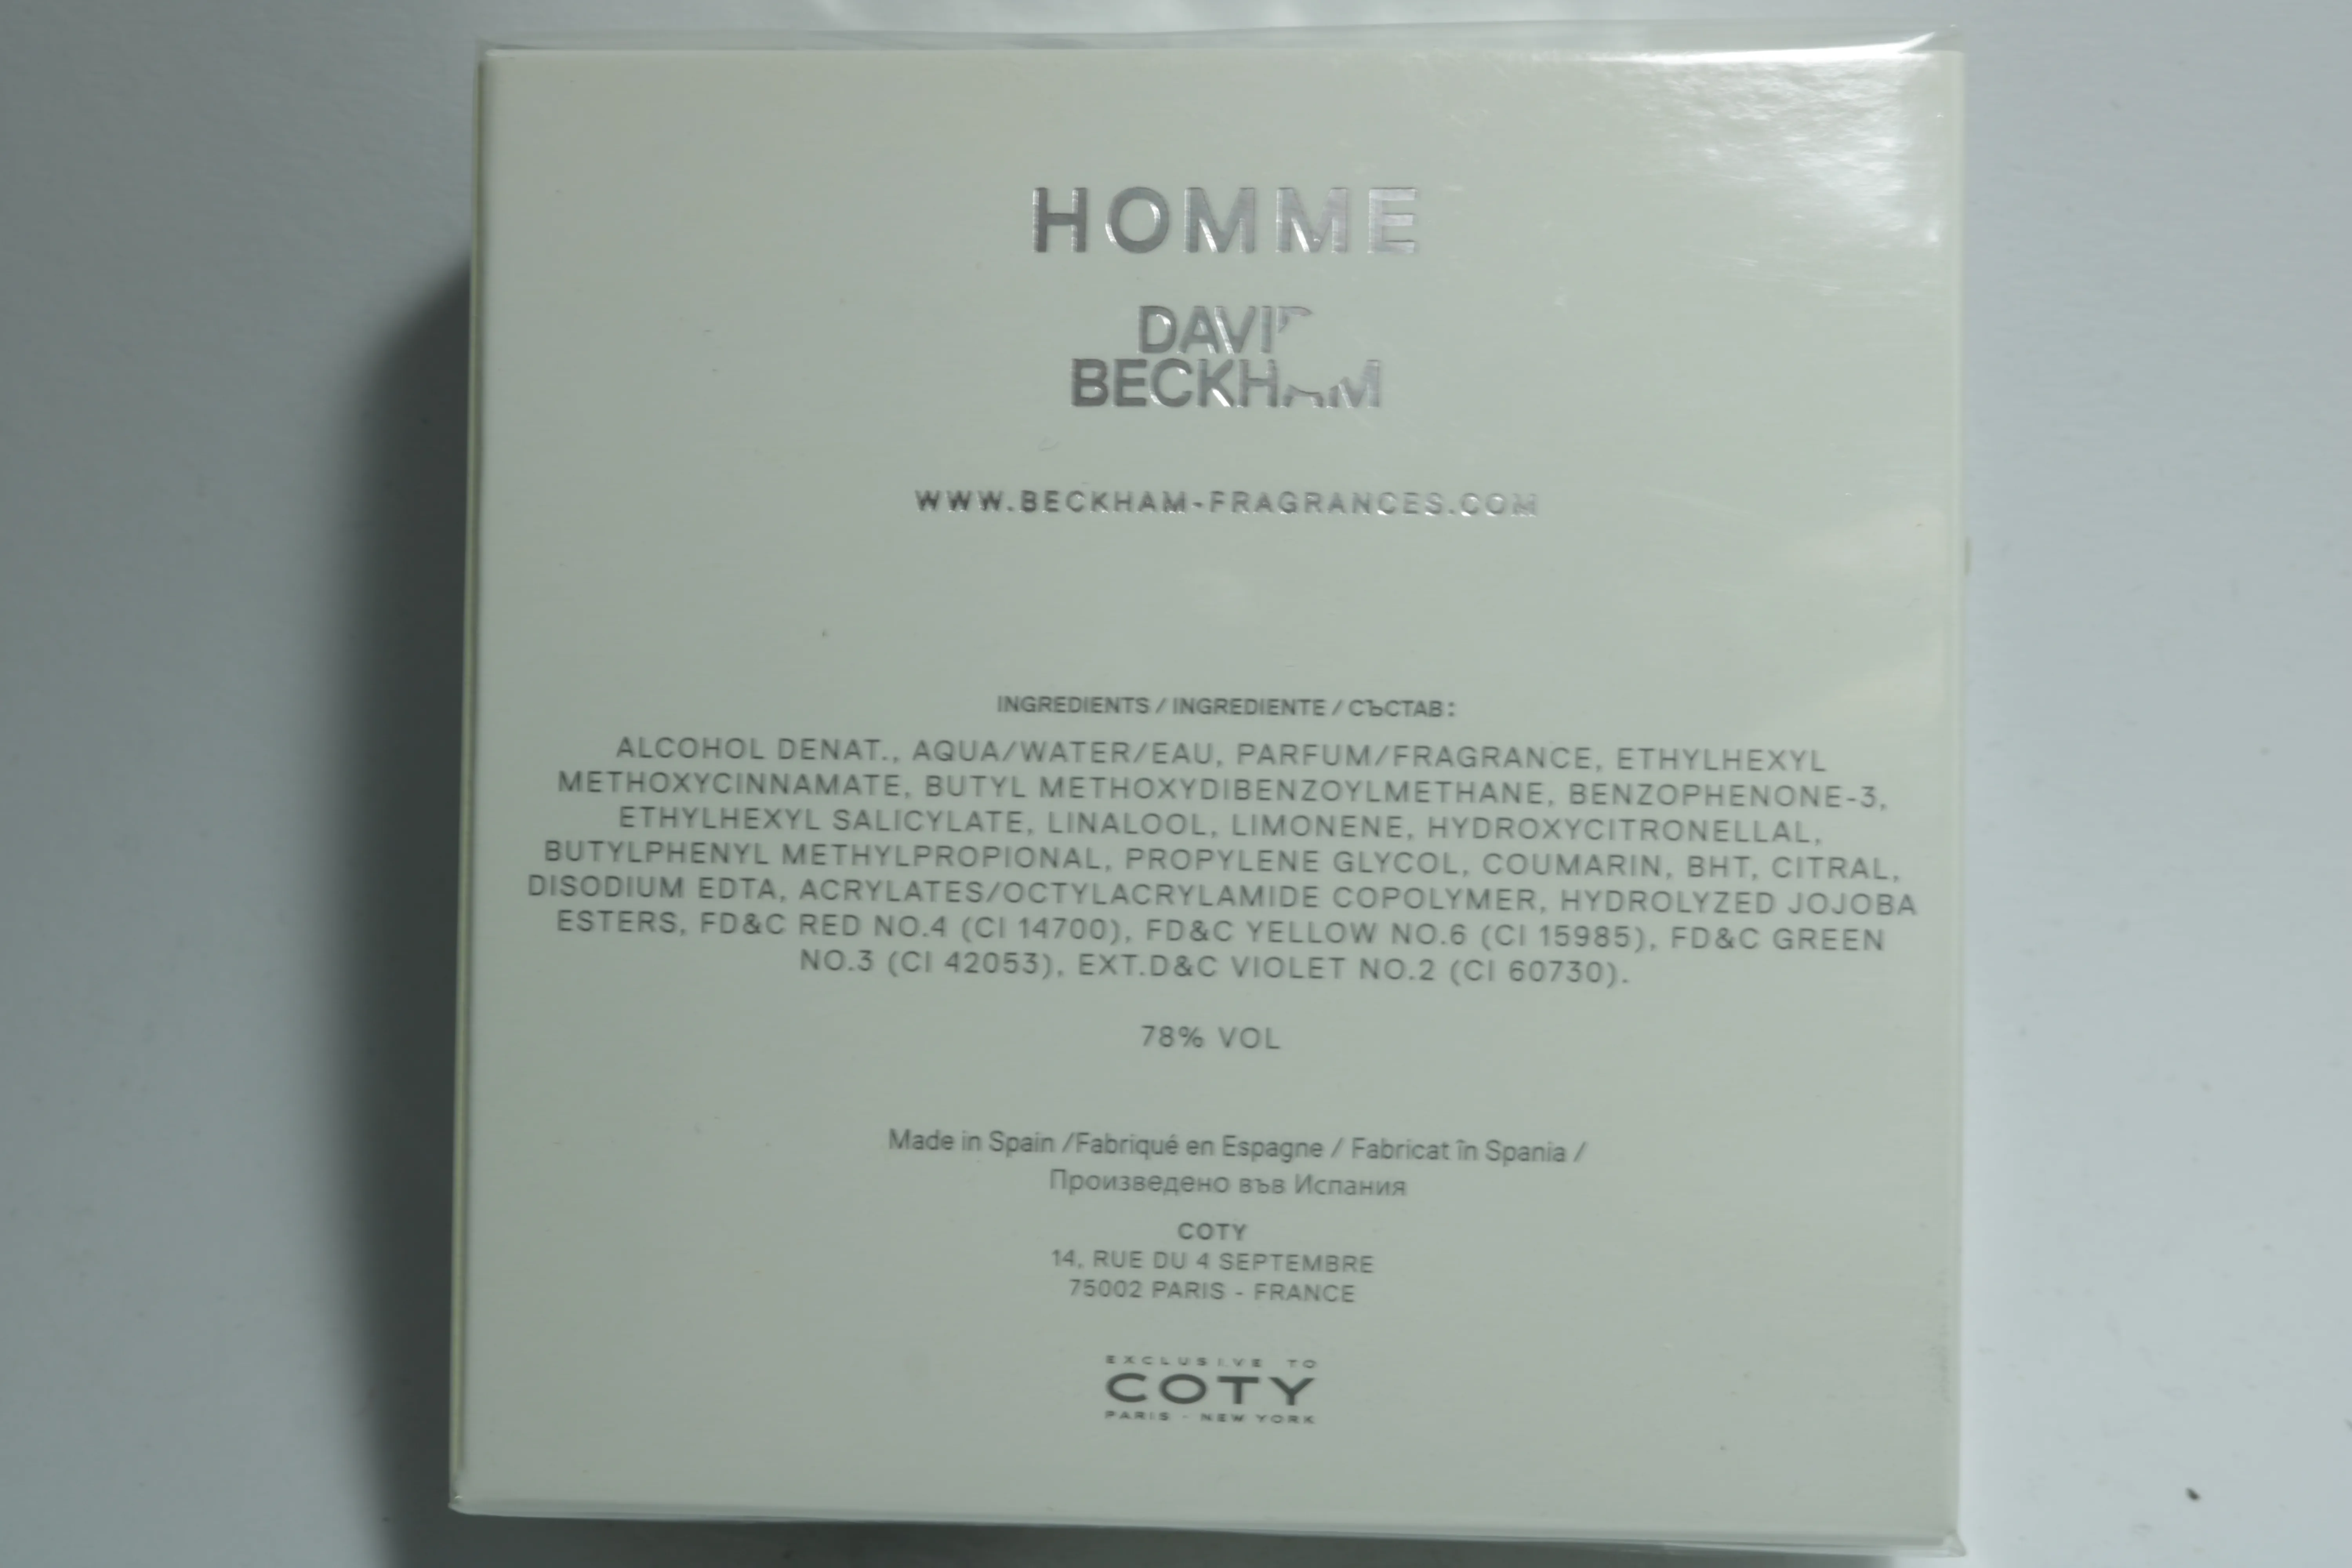 HOMME
DAVID
BECKHAM
WWW.BECKHAM-FRAGRANCES.COM
INGREDIENTS / INGREDIENTE / СЪСТАВ:
ALCOHOL DENAT., AQUA/WATER/EAU, PARFUM/FRAGRANCE, ETHYLHEXYL
METHOXYCINNAMATE, BUTYL METHOXYDIBENZOYLMETHANE, BENZOPHENONE-3,
ETHYLHEXYL SALICYLATE, LINALOOL, LIMONENE, HYDROXYCITRONELLAL,
BUTYLPHENYL METHYLPROPIONAL, PROPYLENE GLYCOL, COUMARIN, BHT, CITRAL,
DISODIUM EDTA, ACRYLATES/OCTYLACRYLAMIDE COPOLYMER, HYDROLYZED JOJOBA
ESTERS, FD&C RED NO.4 (CI 14700), FD&C YELLOW NO.6 (CI 15985), FD&C GREEN
NO.3 (CI 42053), EXT.D&C VIOLET NO.2 (CI 60730).
78% VOL
Made in Spain /Fabriqué en Espagne / Fabricat în Spania /
Произведено във Испания
COTY
14, RUE DU 4 SEPTEMBRE
75002 PARIS - FRANCE
EXCLUSIVE TO
COTY
PARIS - NEW YORK